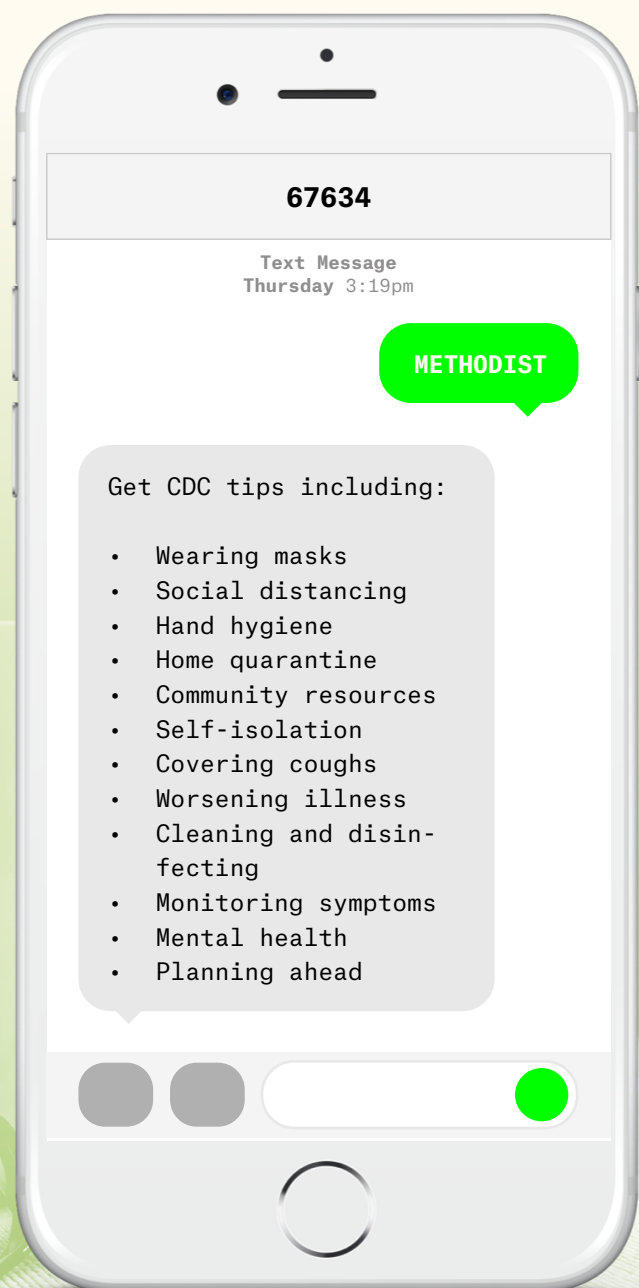 67634
Text Message
Thursday 3:19pm
METHODIST
Get CDC tips including:
• Wearing masks
• Social distancing
• Hand hygiene
• Home quarantine
• Community resources
• Self-isolation
• Covering coughs
• Worsening illness
• Cleaning and disin-
fecting
• Monitoring symptoms
• Mental health
• Planning ahead